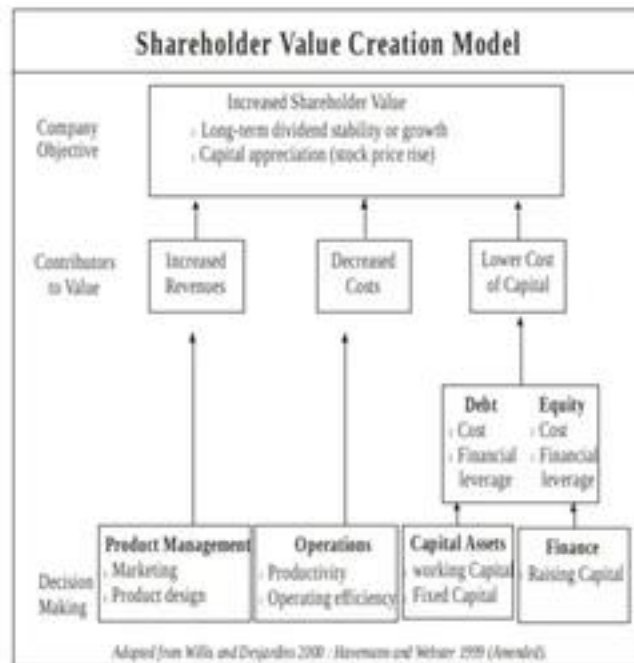 Shareholder Value Creation Model
Increased Shareholder Value
Company
Objective
Long-term dividend stability or growth
Capital appreciation (stock price rise)
Contributors
to Value
Increased
Revenues
Decreased
Costs
Lower Cost
of Capital
Debt Equity
Cost Cost
Financial Financial
leverage leverage
Decision
Making
Product Management
Marketing
Product design
Operations
Productivity
Operating efficiency
Capital Assets
working Capital
Fixed Capital
Finance
Raising Capital
Adapted from Willis and Desjardins 2000 : and Webster 1999 (Amended).